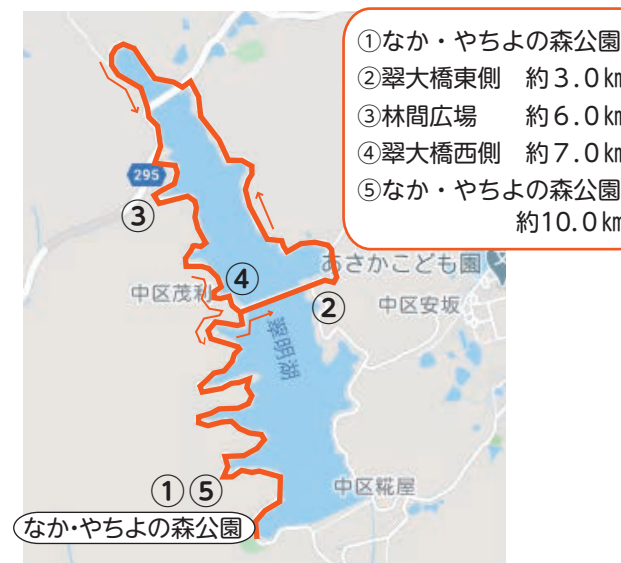 ①なか・やちよの森公園
②翠大橋東側 約3.0㎞
③林間広場 約6.0㎞
④翠大橋西側 約7.0㎞
⑤なか・やちよの森公園
約10.0㎞
295
③
あさかこども園
④
中区茂利
②
中区安坂
翠明湖
①⑤
中区糀屋
なか・やちよの森公園